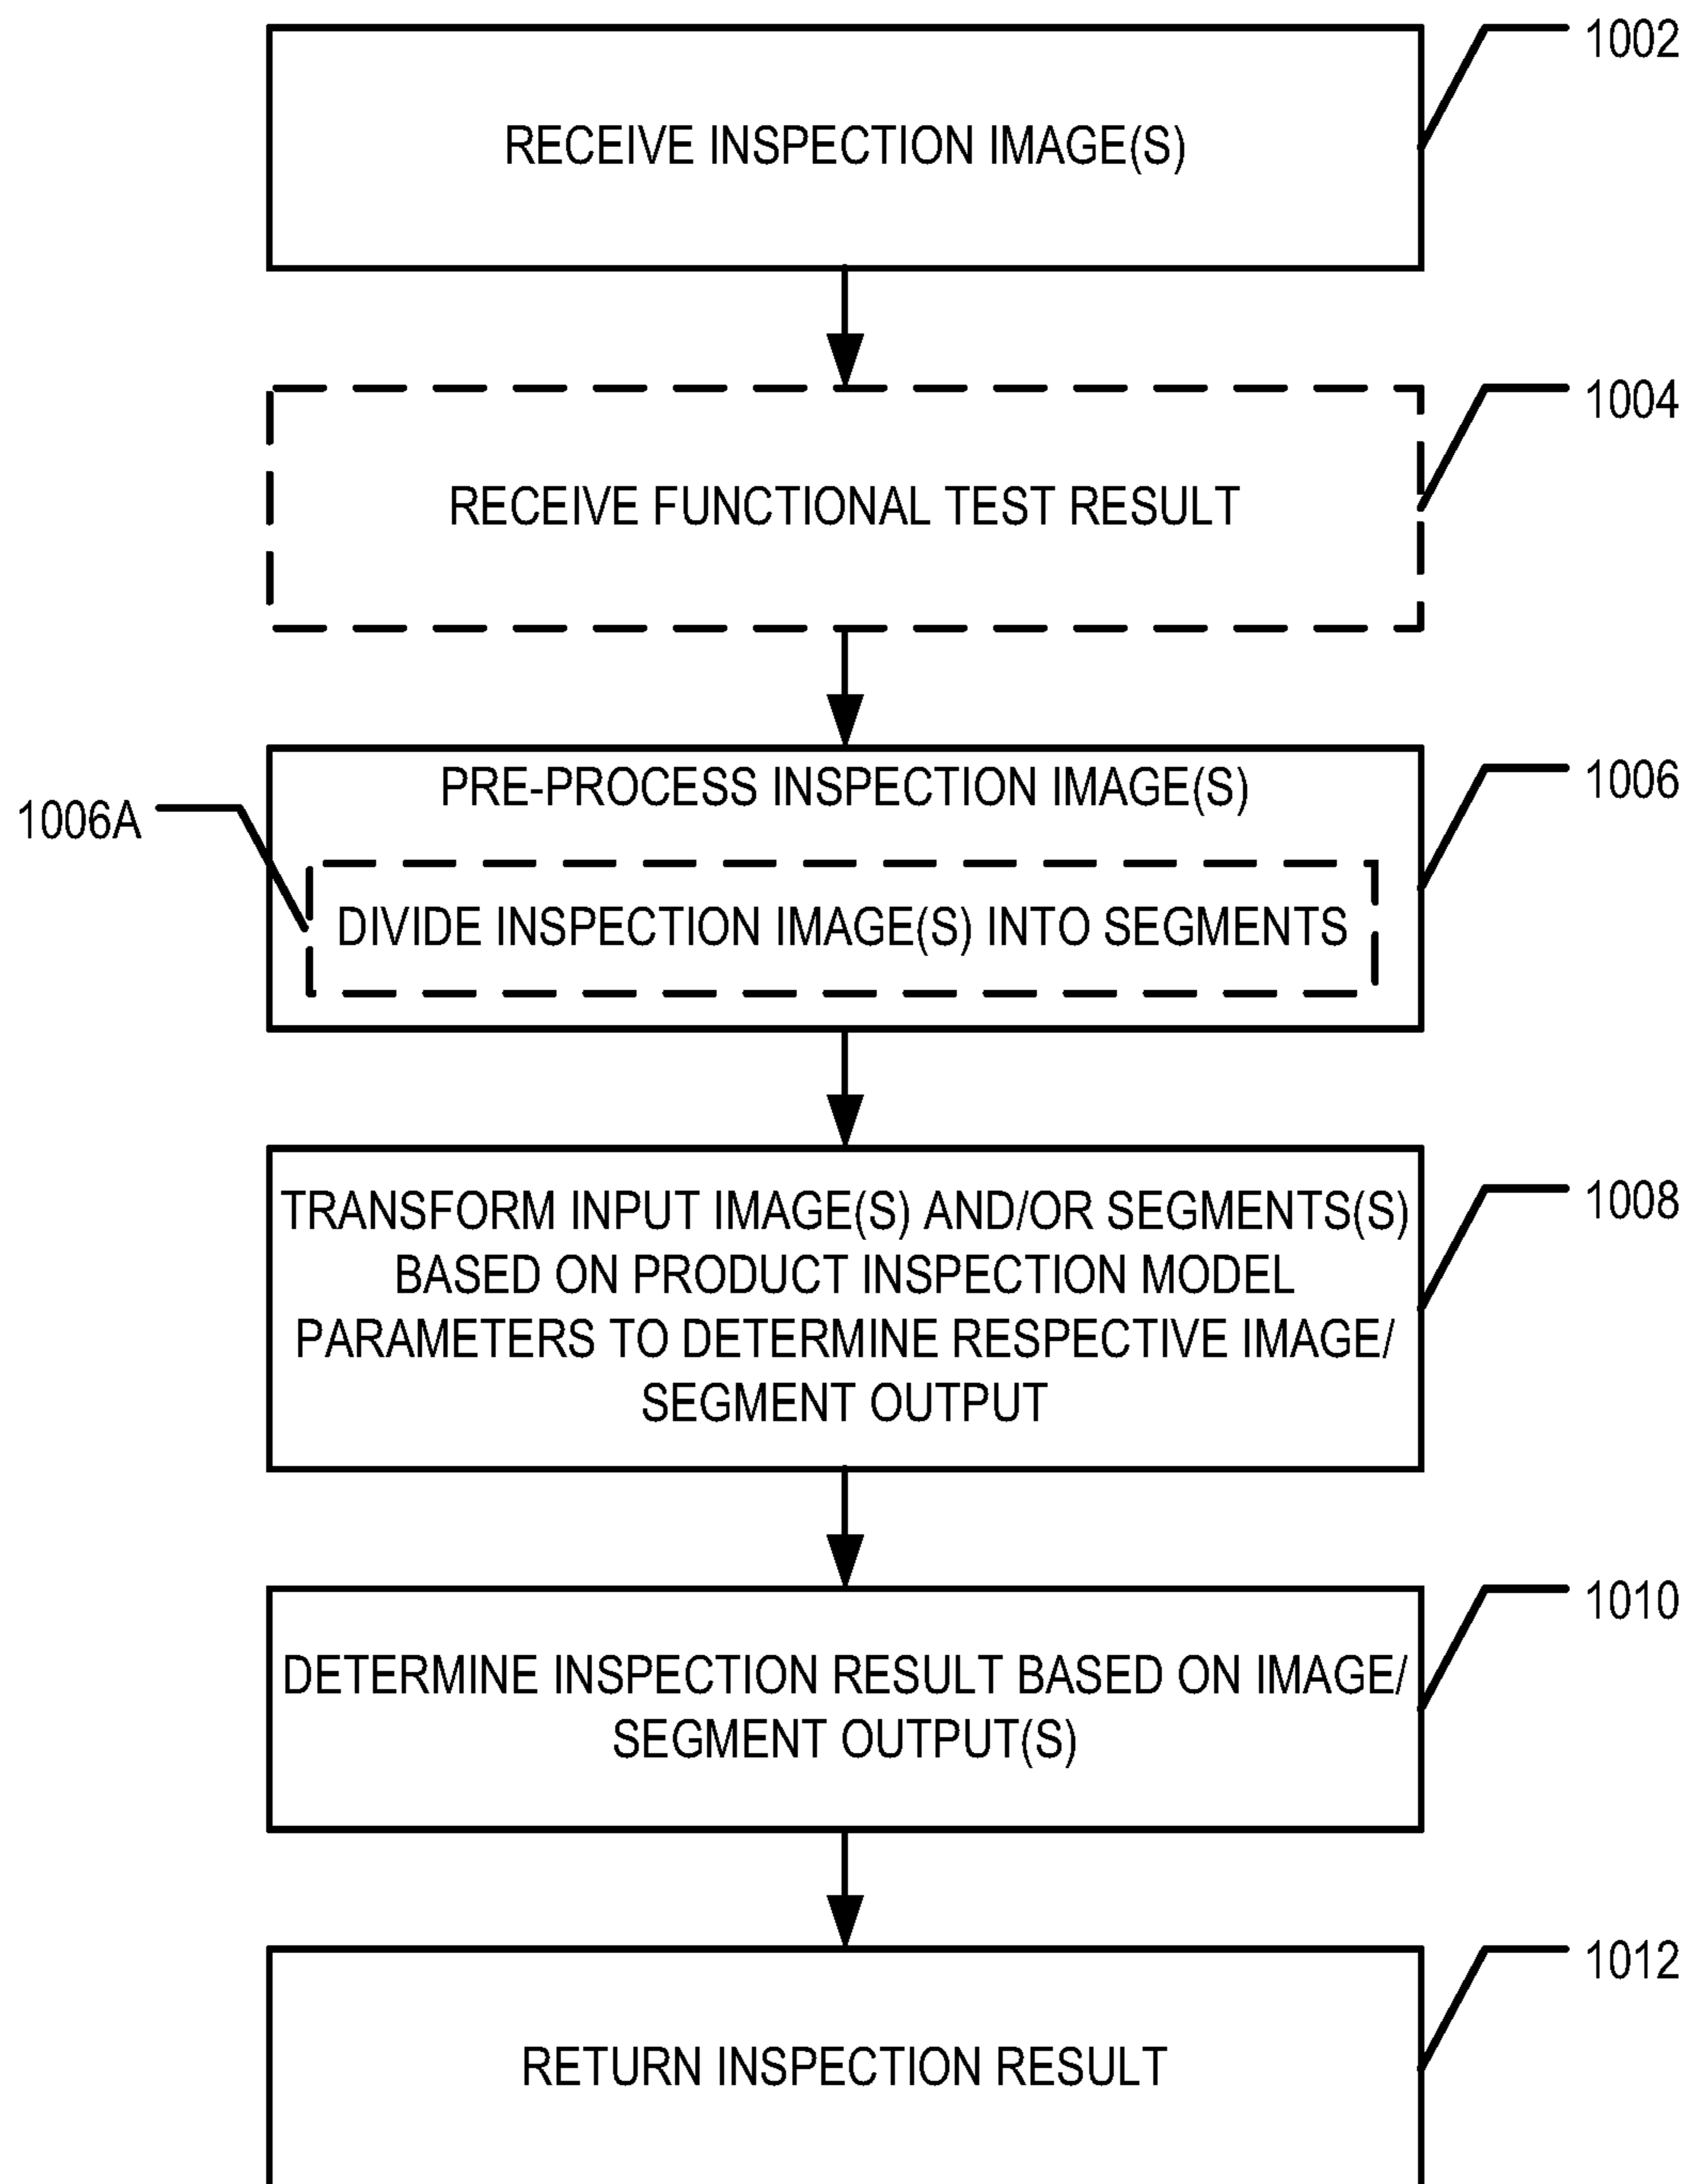 1002
RECEIVE INSPECTION IMAGE(S)
1004
RECEIVE FUNCTIONAL TEST RESULT
1006
PRE-PROCESS INSPECTION IMAGE(S)
1006A
DIVIDE INSPECTION IMAGE(S) INTO SEGMENTS
1008
TRANSFORM INPUT IMAGE(S) AND/OR SEGMENTS(S)
BASED ON PRODUCT INSPECTION MODEL
PARAMETERS TO DETERMINE RESPECTIVE IMAGE/
SEGMENT OUTPUT
1010
DETERMINE INSPECTION RESULT BASED ON IMAGE/
SEGMENT OUTPUT(S)
1012
RETURN INSPECTION RESULT